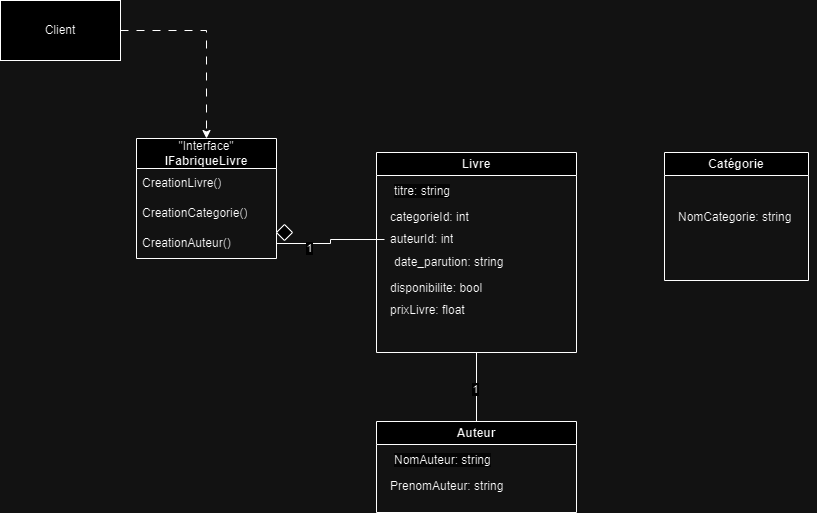 Client
"Interface"
IFabriqueLivre
CreationLivre()
CreationCategorie()
CreationAuteur()
1
Livre
titre: string
categorieId: int
auteurId: int
date_parution: string
disponibilite: bool
prixLivre: float
Catégorie
NomCategorie: string
1
Auteur
NomAuteur: string
PrenomAuteur: string